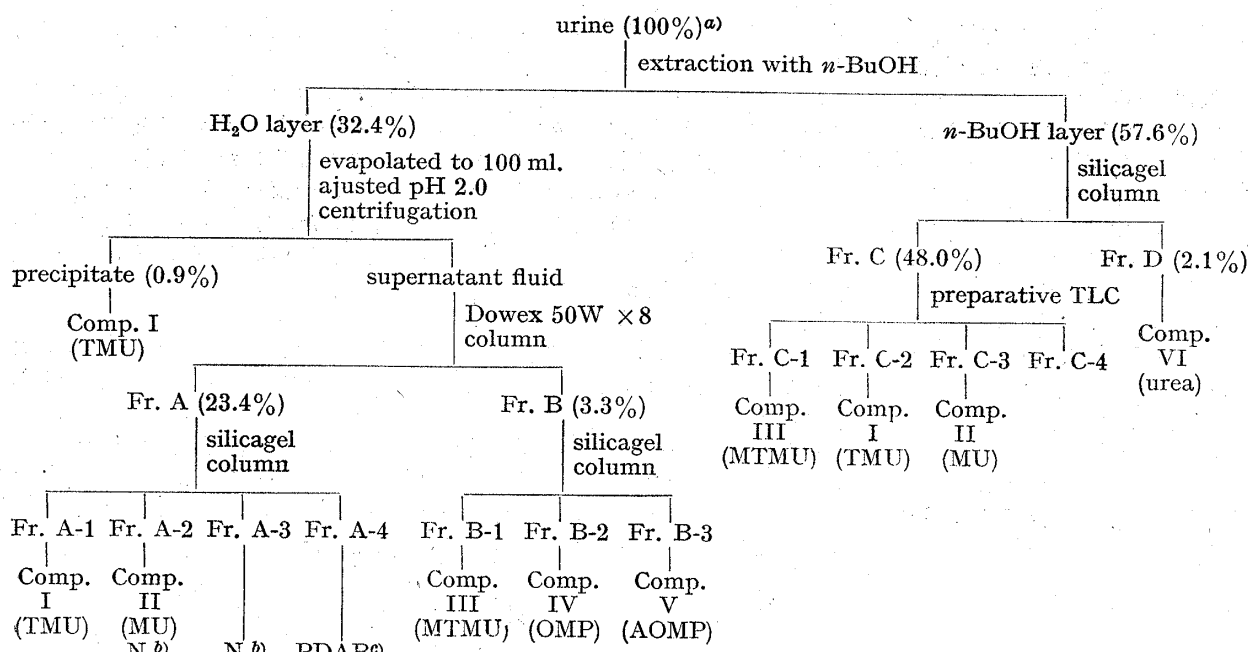 urine (100%)a)
extraction with n-BuOH
H2O layer (32.4%)
n-BuOH layer (57.6%)
evapolated to 100 ml.
ajusted pH 2.0
centrifugation
silicagel
column
precipitate (0.9%)
supernatant fluid
Fr. C (48.0%)
Fr. D (2.1%)
Comp. I
(TMU)
Dowex 50W ×8
column
preparative TLC
Fr. C-1 Fr. C-2 Fr. C-3 Fr. C-4
Comp.
VI
(urea)
Fr. A (23.4%)
Fr. B (3.3%)
Comp. Comp. Comp.
III I II
(MTMU) (TMU) (MU)
silicagel
column
silicagel
column
Fr. A-1 Fr. A-2 Fr. A-3 Fr. A-4 Fr. B-1 Fr. B-2 Fr. B-3
Comp. Comp. Comp. Comp. Comp.
I II III IV V
(TMU) (MU) (MTMU) (OMP) (AOMP)
N b) N b)